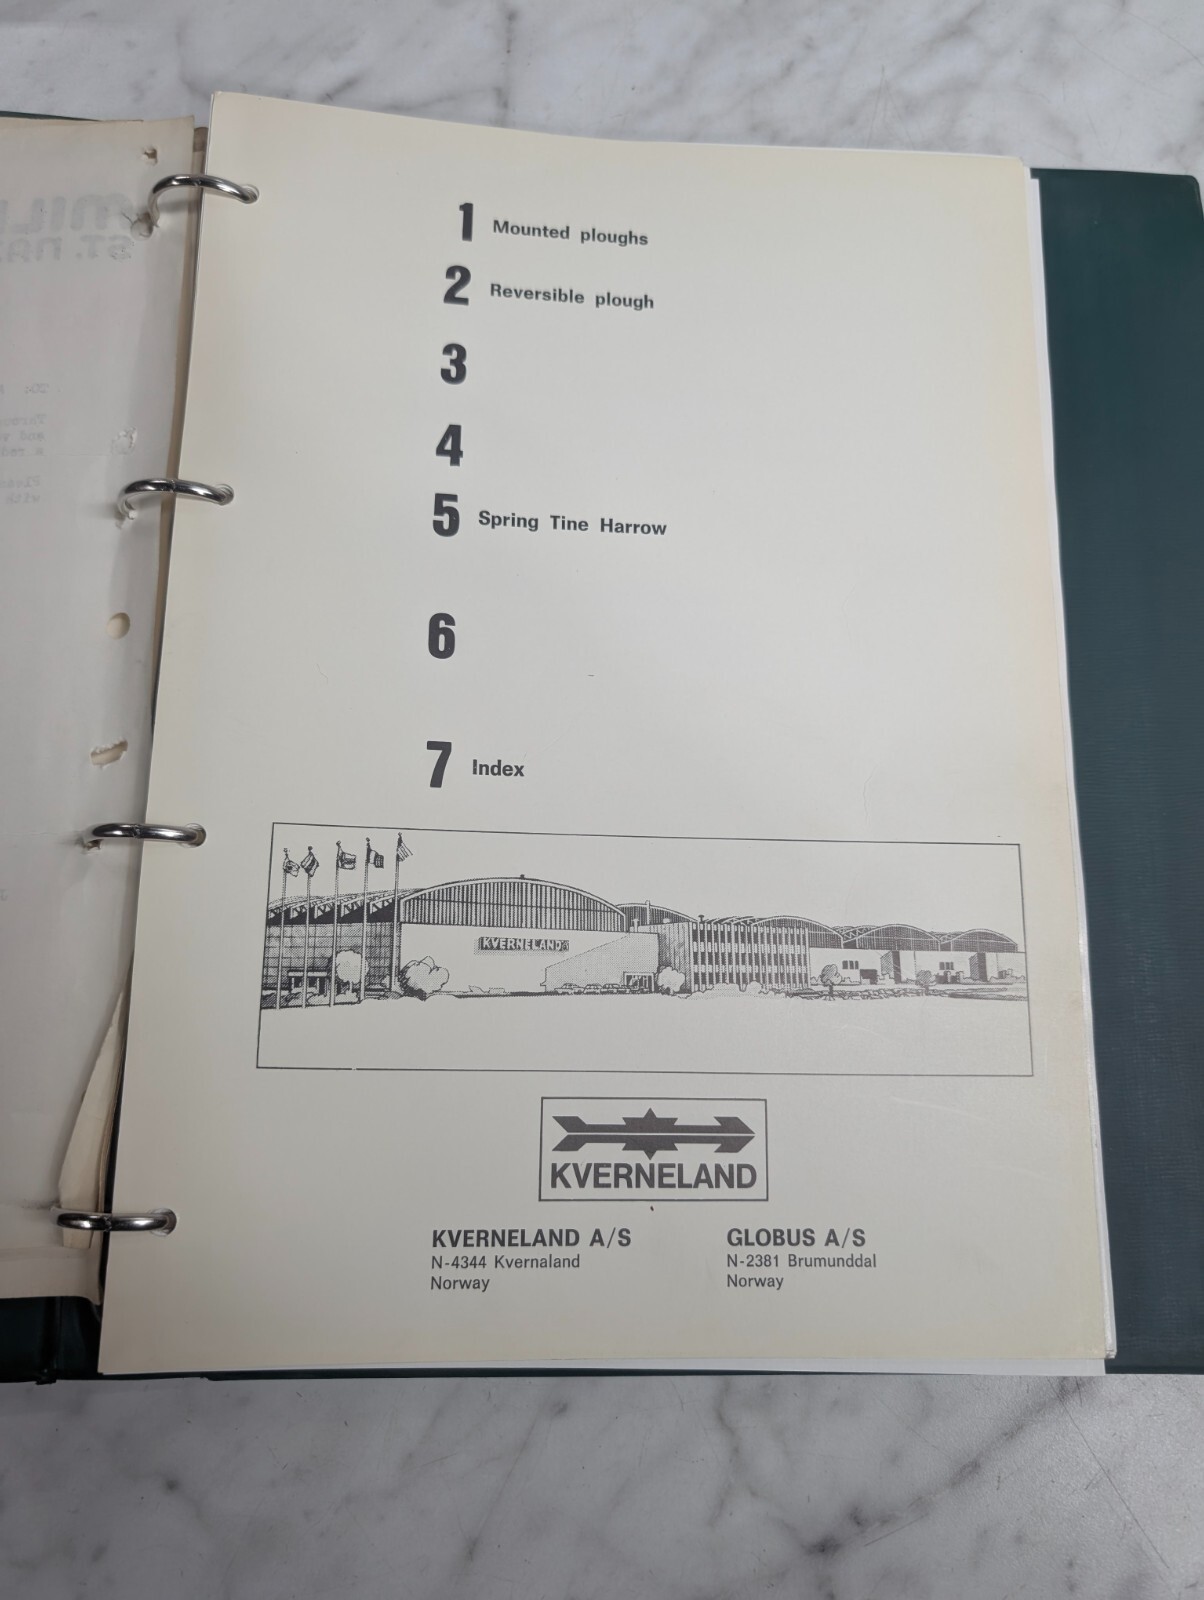 1 Mounted ploughs
2 Reversible plough
3
4
5 Spring Tine Harrow
6
7 Index
KVERNELAND
KVERNELAND
KVERNELAND A/S
N-4344 Kvernaland
Norway
GLOBUS A/S
N-2381 Brumunddal
Norway